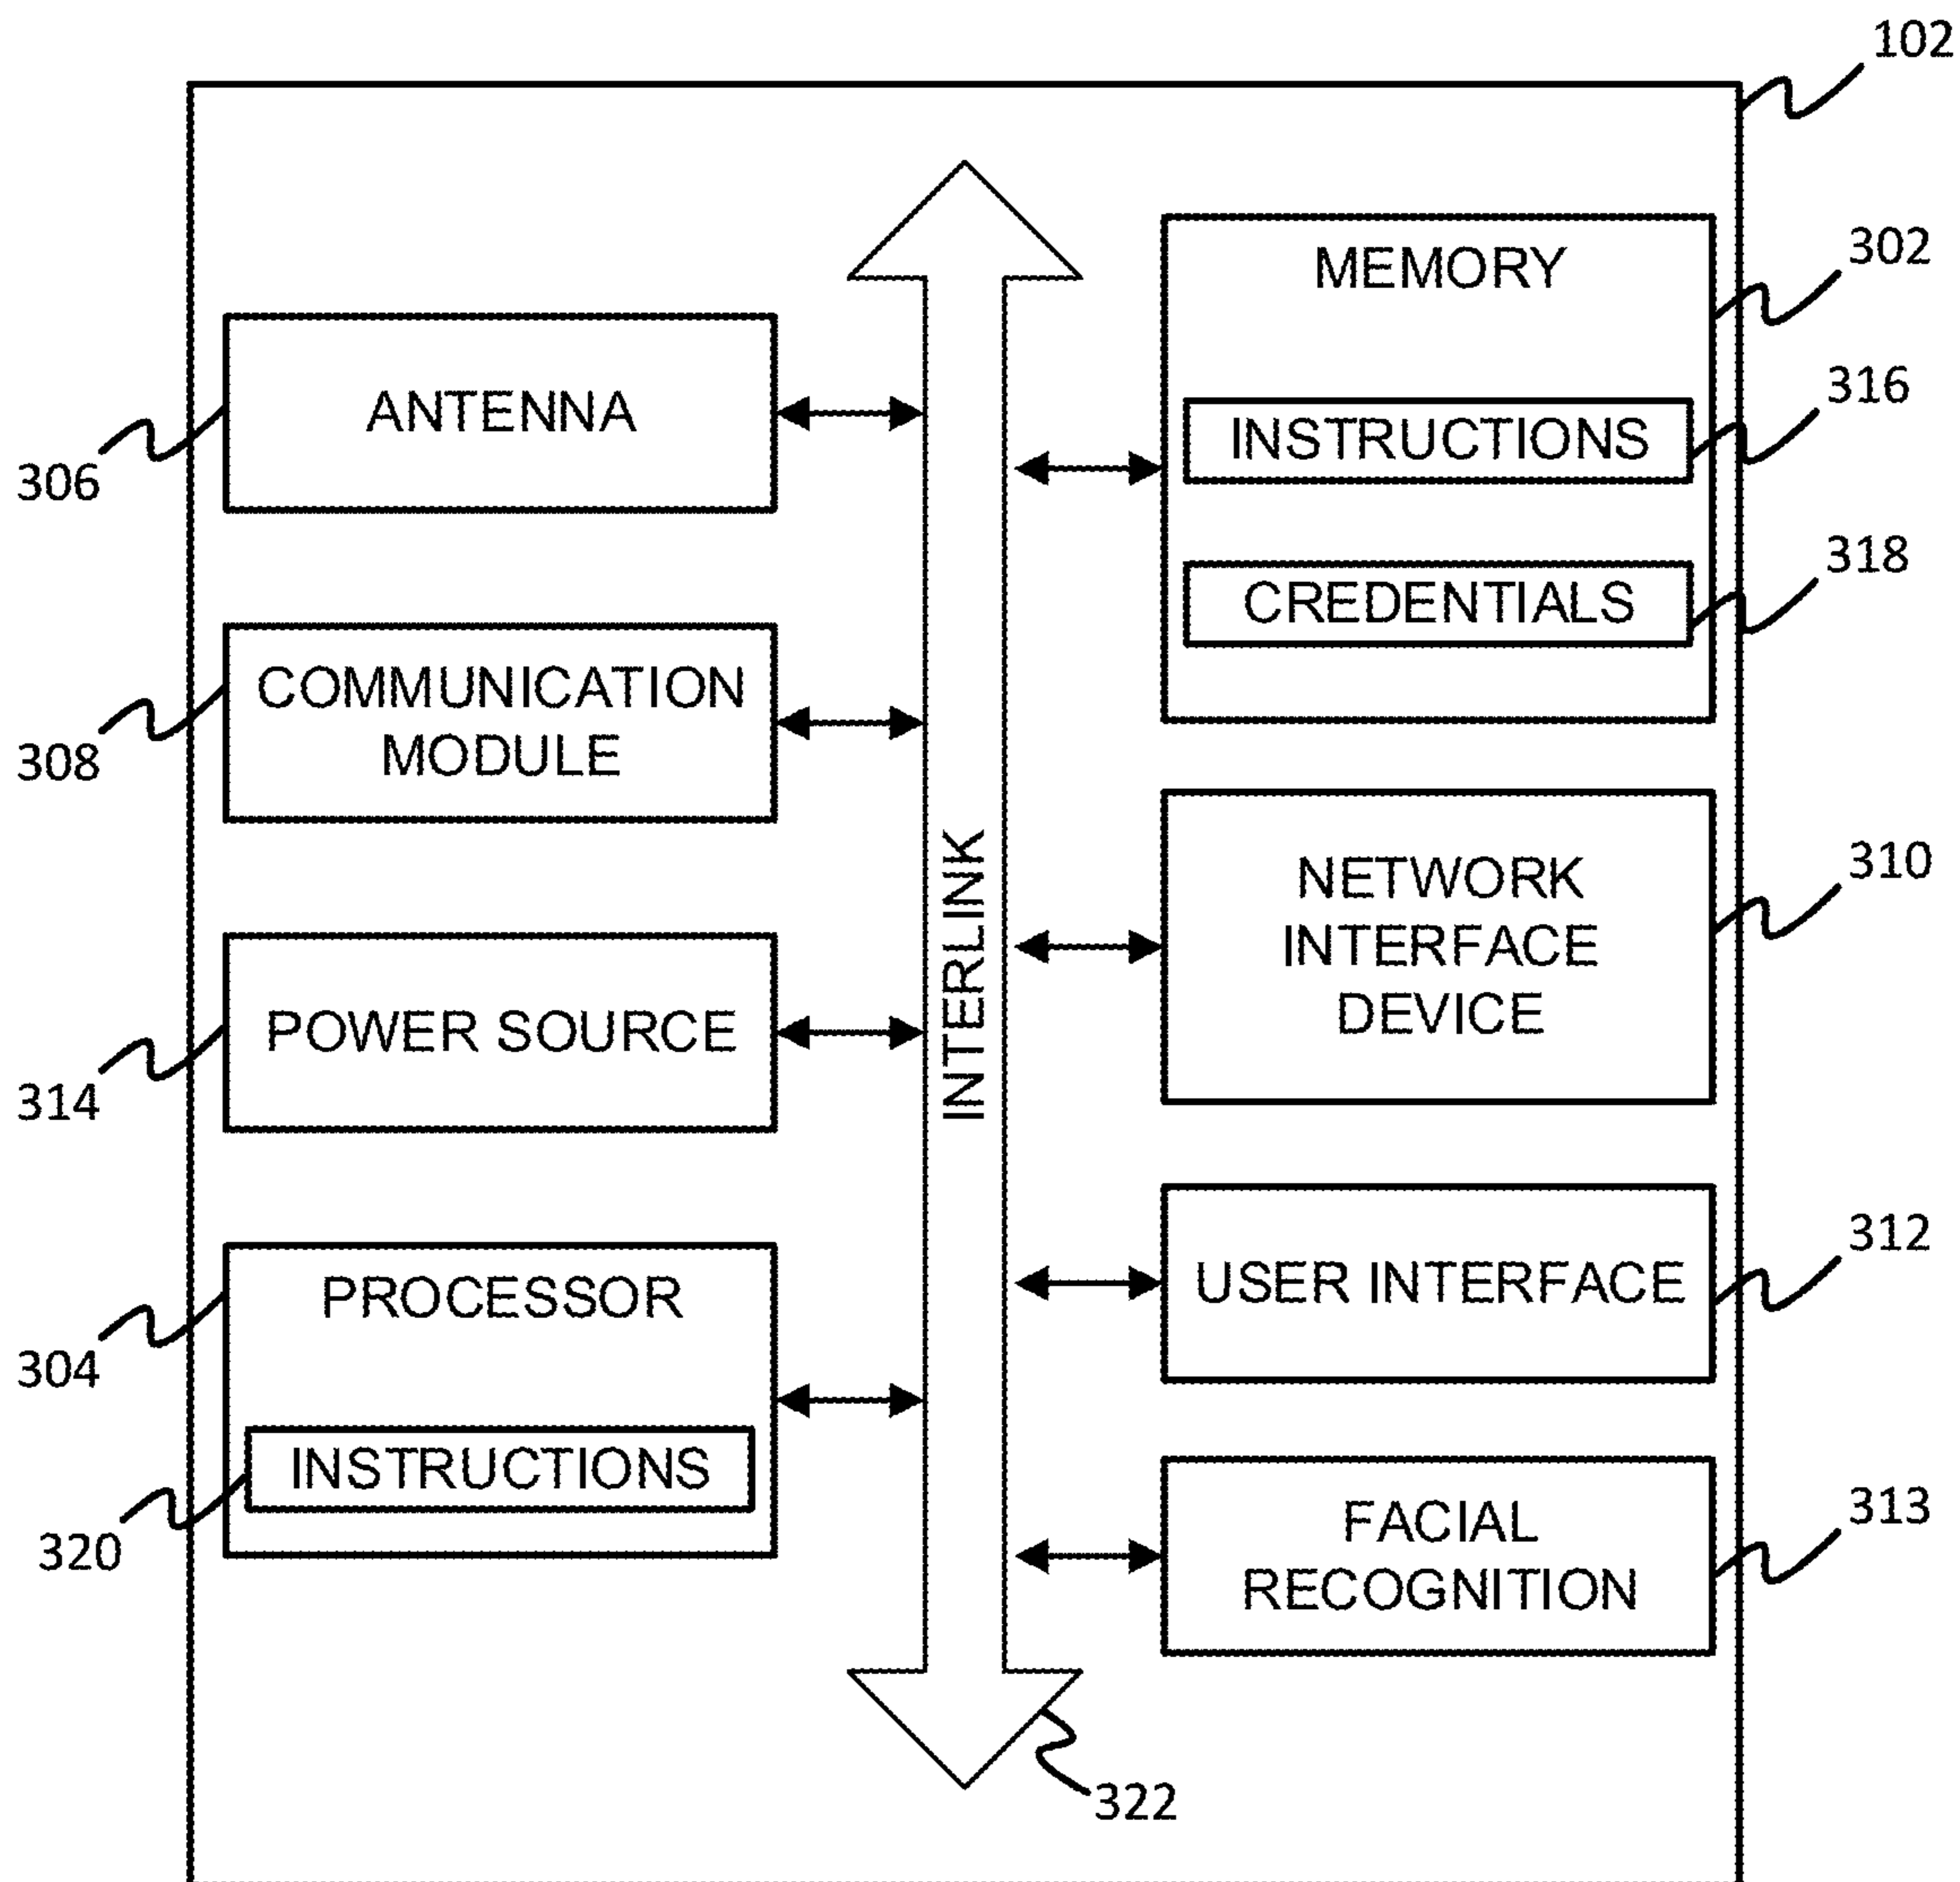 102
MEMORY
302
ANTENNA
306
INSTRUCTIONS
316
CREDENTIALS
318
COMMUNICATION
MODULE
308
INTERLINK
NETWORK
INTERFACE
DEVICE
310
POWER SOURCE
314
USER INTERFACE
312
PROCESSOR
304
INSTRUCTIONS
320
FACIAL
RECOGNITION
313
322